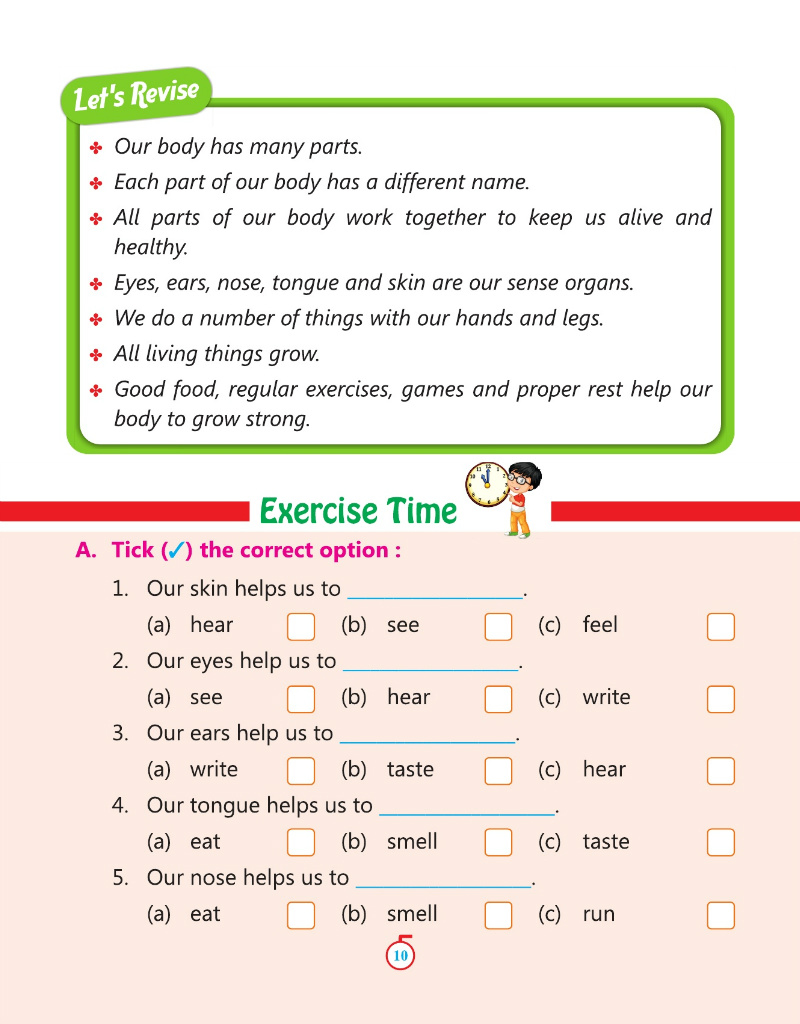 Let's Revise
✤ Our body has many parts.
✤ Each part of our body has a different name.
✤ All parts of our body work together to keep us alive and
healthy.
✤ Eyes, ears, nose, tongue and skin are our sense organs.
✤ We do a number of things with our hands and legs.
✤ All living things grow.
✤ Good food, regular exercises, games and proper rest help our
body to grow strong.
Exercise Time
A. Tick (✓) the correct option :
1. Our skin helps us to ________________.
(a) hear (b) see (c) feel
2. Our eyes help us to ________________.
(a) see (b) hear (c) write
3. Our ears help us to ________________.
(a) write (b) taste (c) hear
4. Our tongue helps us to ________________.
(a) eat (b) smell (c) taste
5. Our nose helps us to ________________.
(a) eat (b) smell (c) run
10